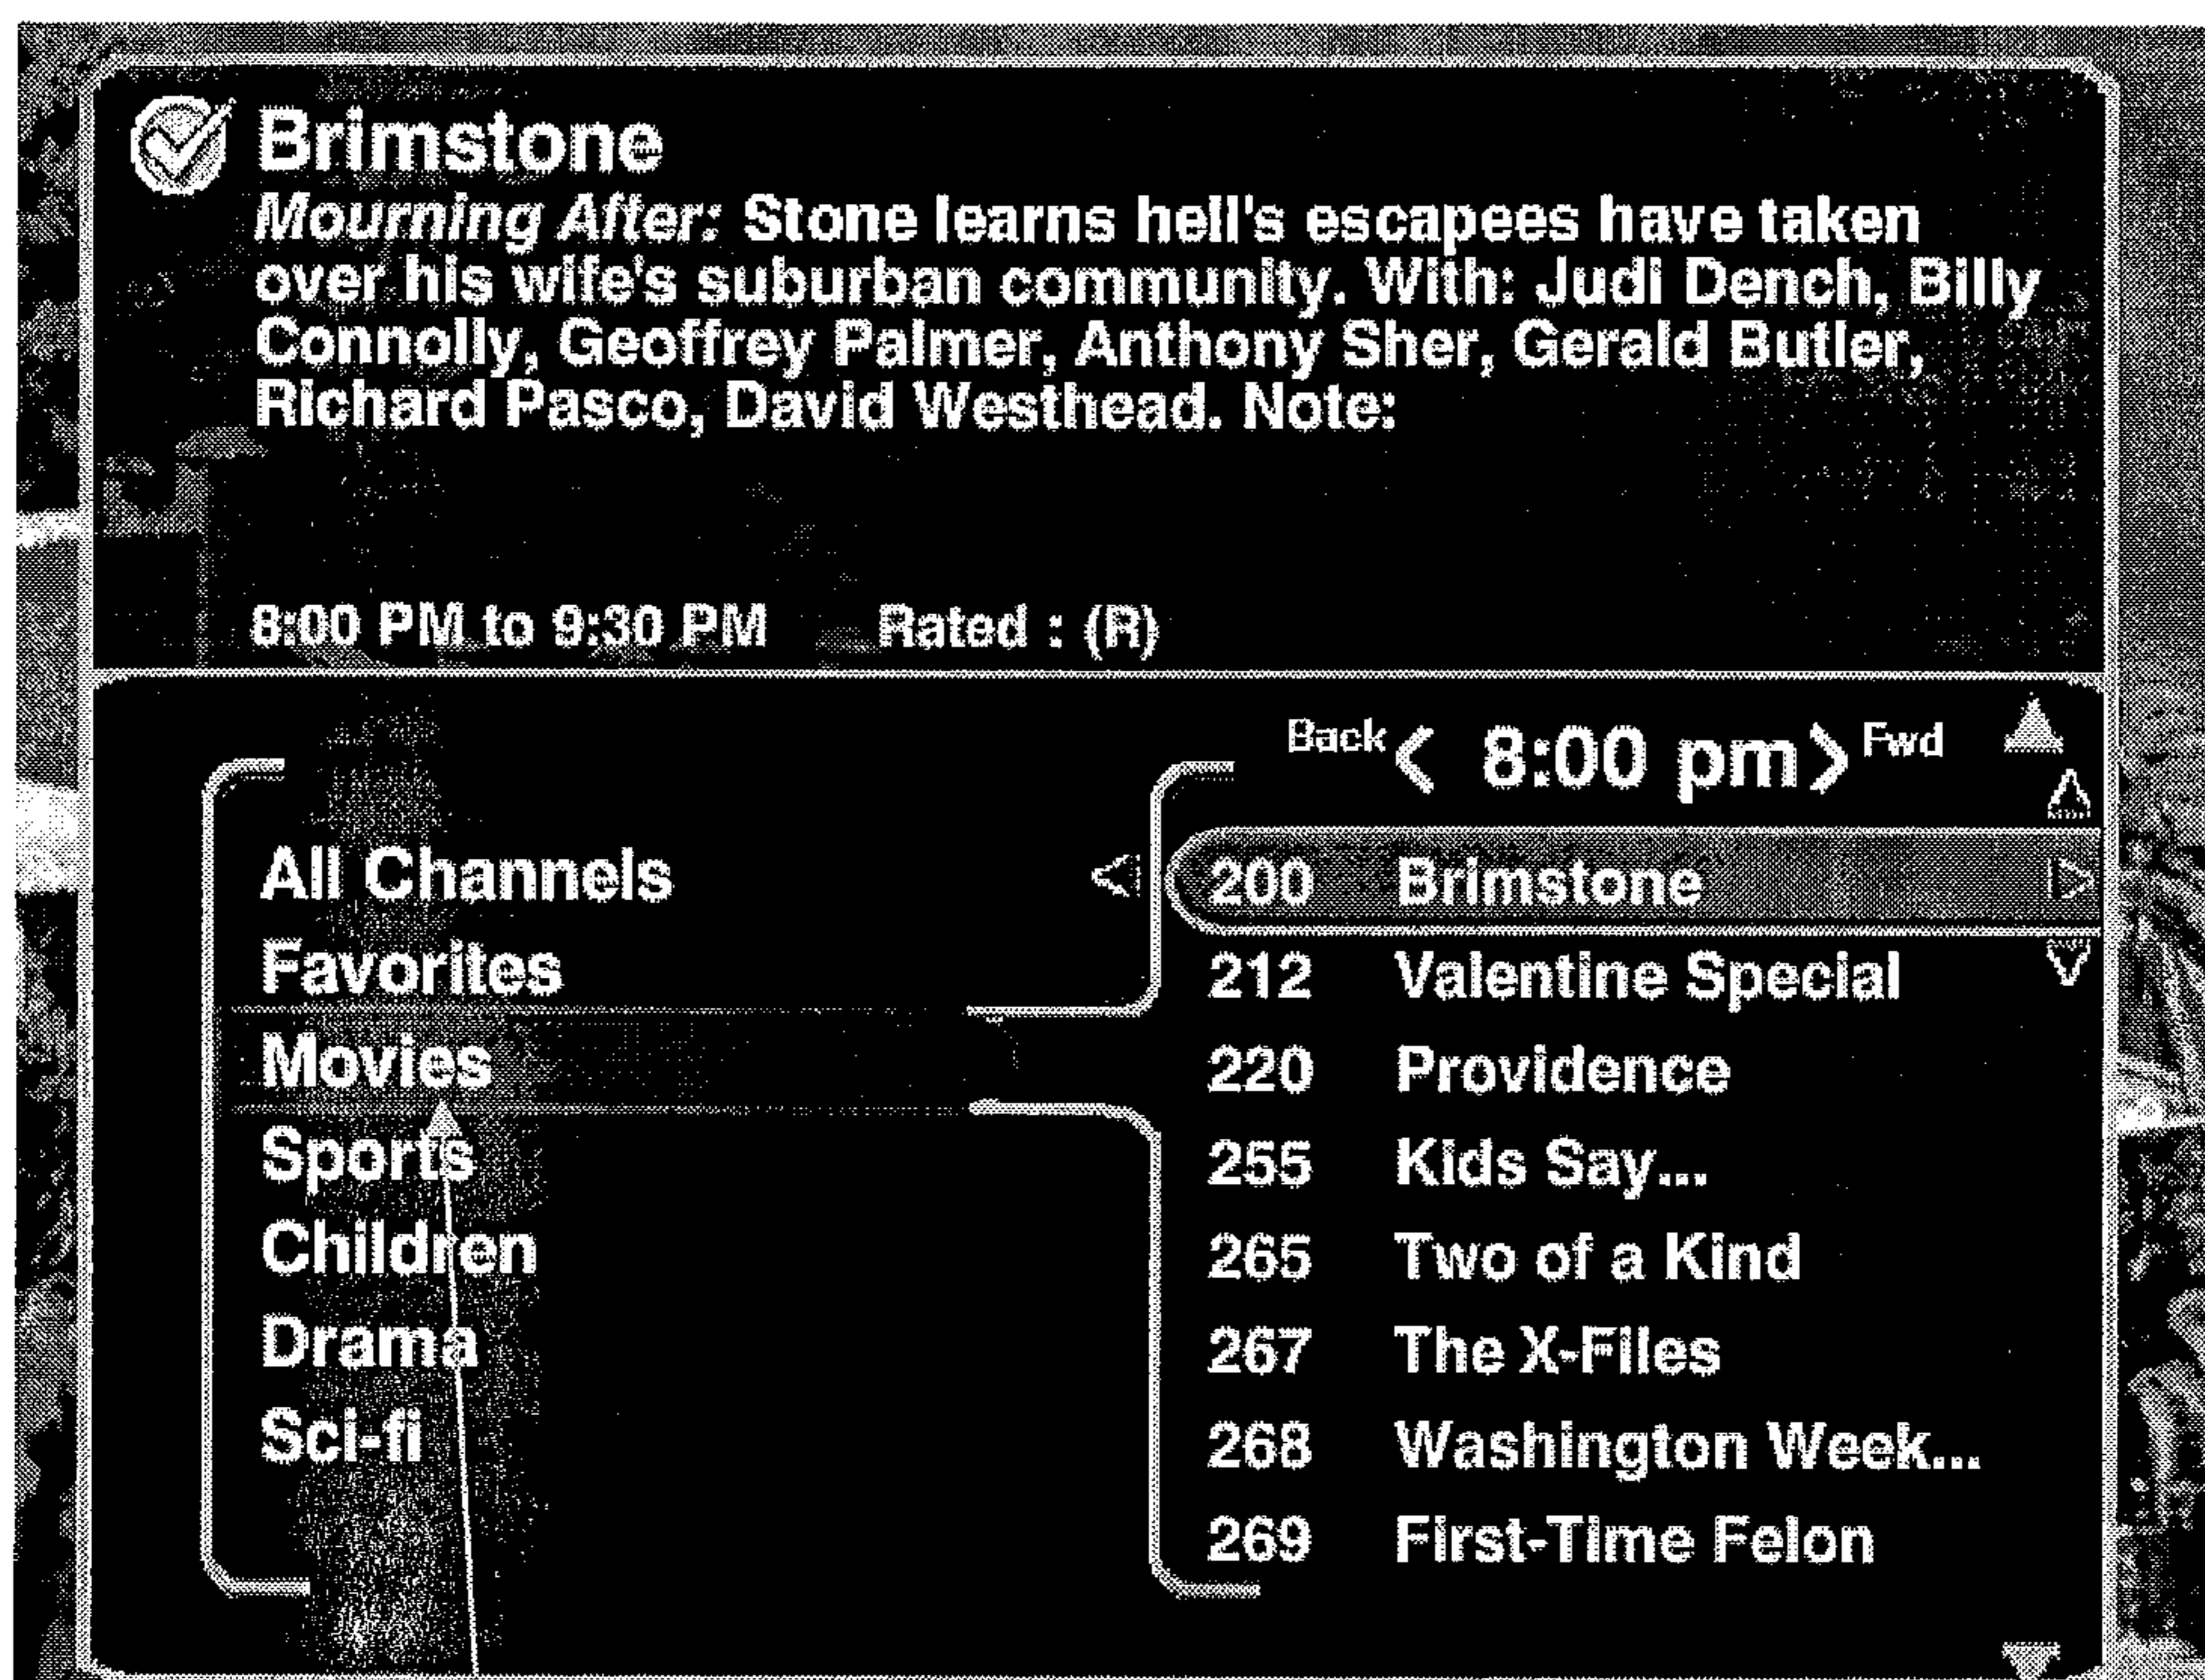 Brimstone
Mourning After: Stone learns hell's escapees have taken
over his wife's suburban community. With: Judi Dench, Billy
Connolly, Geoffrey Palmer, Anthony Sher, Gerald Butler,
Richard Pasco, David Westhead. Note:
8:00 PM to 9:30 PM Rated : (R)
Back < 8:00 pm > Fwd
All Channels
Favorites
Movies
Sports
Children
Drama
Sci-fi
200 Brimstone
212 Valentine Special
220 Providence
255 Kids Say...
265 Two of a Kind
267 The X-Files
268 Washington Week...
269 First-Time Felon